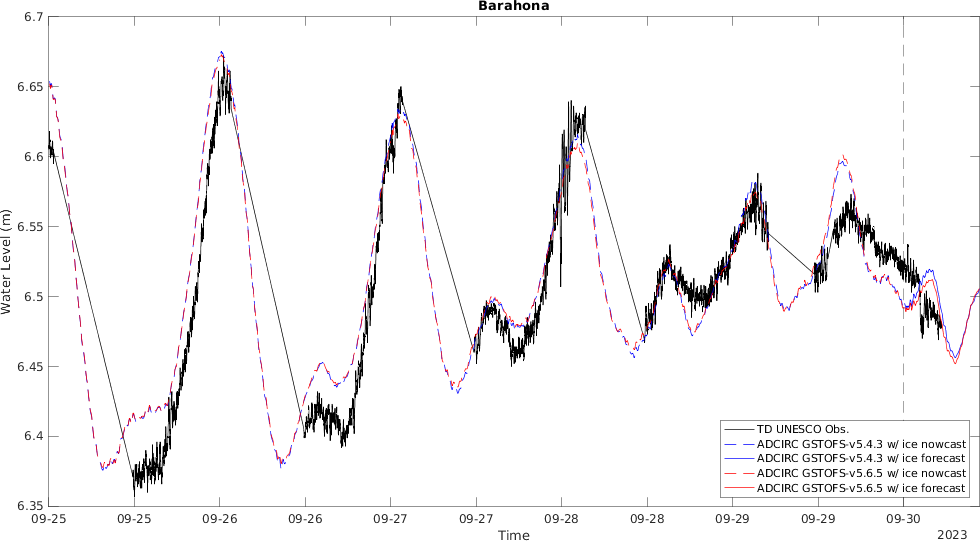 Barahona
6.7
6.65
6.6
6.55
6.5
6.45
6.4
6.35
Water Level (m)
TD UNESCO Obs.
ADCIRC GSTOFS-v5.4.3 w/ ice nowcast
ADCIRC GSTOFS-v5.4.3 w/ ice forecast
ADCIRC GSTOFS-v5.6.5 w/ ice nowcast
ADCIRC GSTOFS-v5.6.5 w/ ice forecast
09-25 09-25 09-26 09-26 09-27 09-27 09-28 09-28 09-29 09-29 09-30
Time
2023